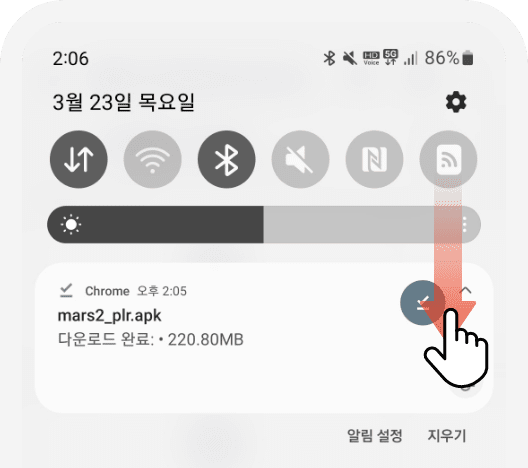 2:06 HD Voice 5G 86%
3월 23일 목요일
Chrome 오후 2:05
mars2_plr.apk
다운로드 완료: • 220.80MB
알림 설정 지우기